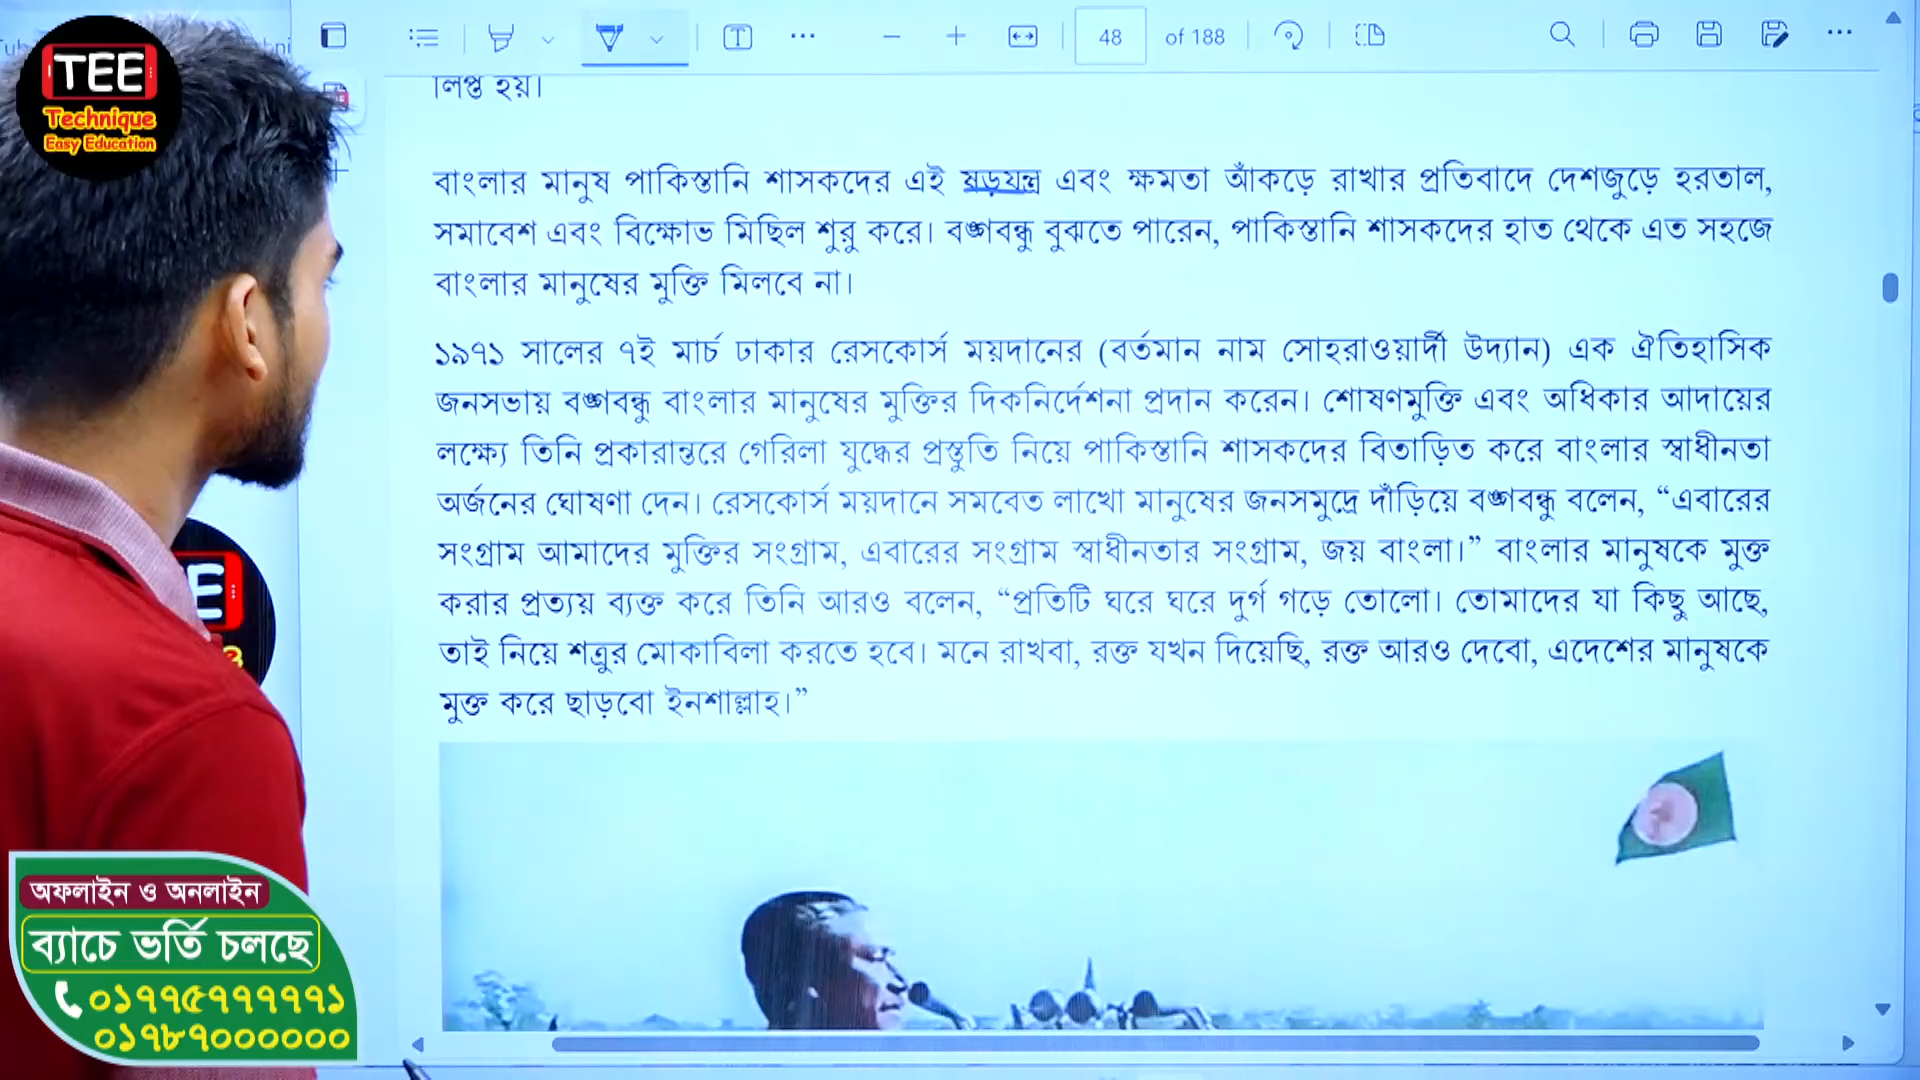 TEE
Technique
Easy Education
48 of 188
লিপ্ত হয়।
বাংলার মানুষ পাকিস্তানি শাসকদের এই ষড়যন্ত্র এবং ক্ষমতা আঁকড়ে রাখার প্রতিবাদে দেশজুড়ে হরতাল,
সমাবেশ এবং বিক্ষোভ মিছিল শুরু করে। বঙ্গবন্ধু বুঝতে পারেন, পাকিস্তানি শাসকদের হাত থেকে এত সহজে
বাংলার মানুষের মুক্তি মিলবে না।
১৯৭১ সালের ৭ই মার্চ ঢাকার রেসকোর্স ময়দানের (বর্তমান নাম সোহরাওয়ার্দী উদ্যান) এক ঐতিহাসিক
জনসভায় বঙ্গবন্ধু বাংলার মানুষের মুক্তির দিকনির্দেশনা প্রদান করেন। শোষণমুক্তি এবং অধিকার আদায়ের
লক্ষ্যে তিনি প্রকারান্তরে গেরিলা যুদ্ধের প্রস্তুতি নিয়ে পাকিস্তানি শাসকদের বিতাড়িত করে বাংলার স্বাধীনতা
অর্জনের ঘোষণা দেন। রেসকোর্স ময়দানে সমবেত লাখো মানুষের জনসমুদ্রে দাঁড়িয়ে বঙ্গবন্ধু বলেন, “এবারের
সংগ্রাম আমাদের মুক্তির সংগ্রাম, এবারের সংগ্রাম স্বাধীনতার সংগ্রাম, জয় বাংলা।” বাংলার মানুষকে মুক্ত
করার প্রত্যয় ব্যক্ত করে তিনি আরও বলেন, “প্রতিটি ঘরে ঘরে দুর্গ গড়ে তোলো। তোমাদের যা কিছু আছে,
তাই নিয়ে শত্রুর মোকাবিলা করতে হবে। মনে রাখবা, রক্ত যখন দিয়েছি, রক্ত আরও দেবো, এদেশের মানুষকে
মুক্ত করে ছাড়বো ইনশাল্লাহ।”
অফলাইন ও অনলাইন
ব্যাচে ভর্তি চলছে
০১৭৭৫৭৭৭৭৭১
০১৭৮৭০০০০০০